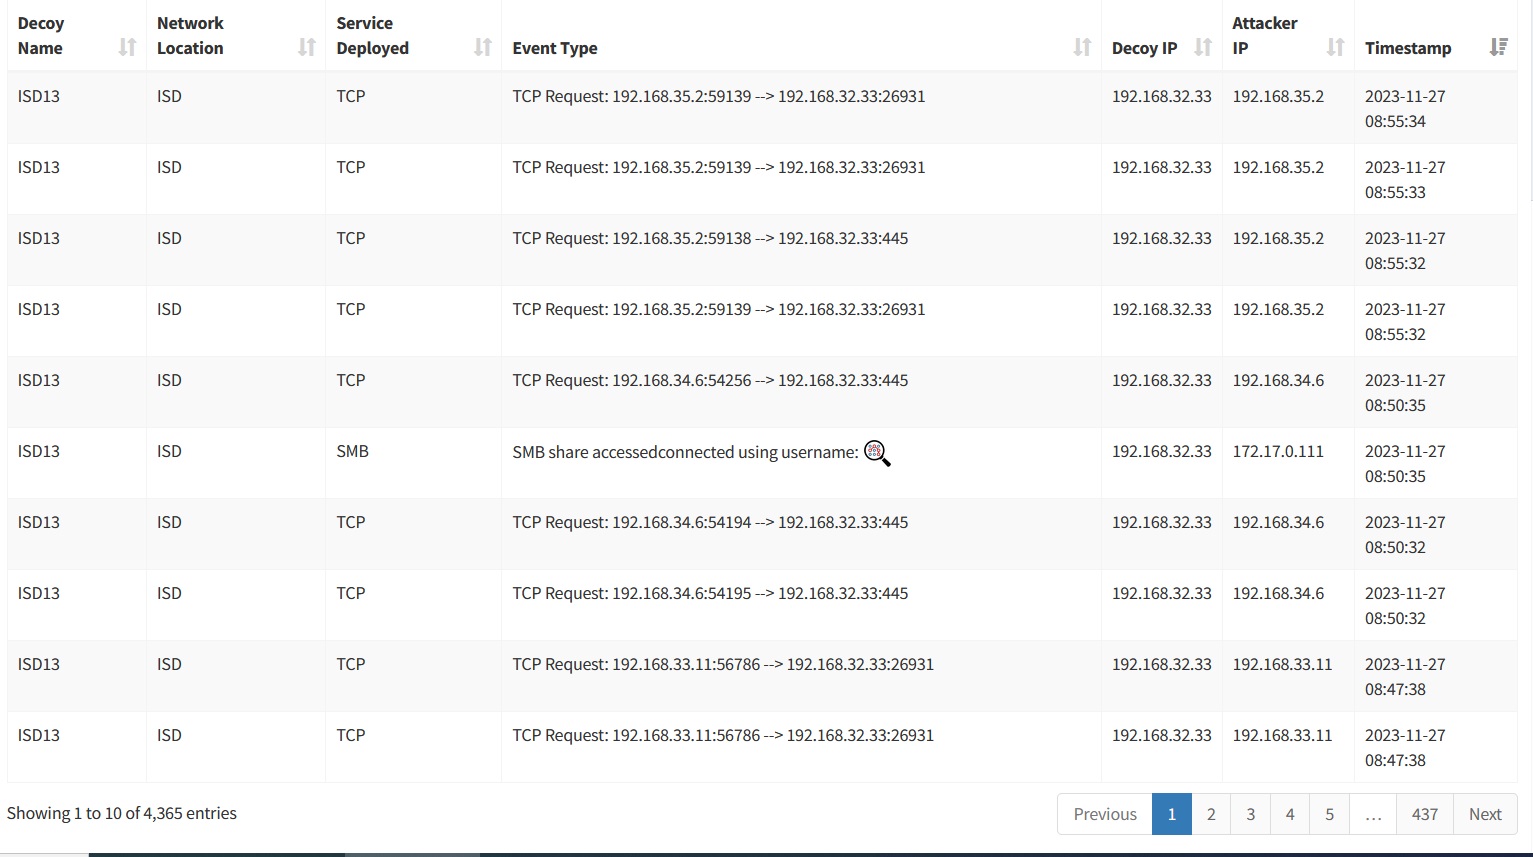 Decoy Name
Network Location
Service Deployed
Event Type
Decoy IP
Attacker IP
Timestamp
ISD13 ISD TCP TCP Request: 192.168.35.2:59139 --> 192.168.32.33:26931 192.168.32.33 192.168.35.2 2023-11-27
08:55:34
ISD13 ISD TCP TCP Request: 192.168.35.2:59139 --> 192.168.32.33:26931 192.168.32.33 192.168.35.2 2023-11-27
08:55:33
ISD13 ISD TCP TCP Request: 192.168.35.2:59138 --> 192.168.32.33:445 192.168.32.33 192.168.35.2 2023-11-27
08:55:32
ISD13 ISD TCP TCP Request: 192.168.35.2:59139 --> 192.168.32.33:26931 192.168.32.33 192.168.35.2 2023-11-27
08:55:32
ISD13 ISD TCP TCP Request: 192.168.34.6:54256 --> 192.168.32.33:445 192.168.32.33 192.168.34.6 2023-11-27
08:50:35
ISD13 ISD SMB SMB share accessedconnected using username: 192.168.32.33 172.17.0.111 2023-11-27
08:50:35
ISD13 ISD TCP TCP Request: 192.168.34.6:54194 --> 192.168.32.33:445 192.168.32.33 192.168.34.6 2023-11-27
08:50:32
ISD13 ISD TCP TCP Request: 192.168.34.6:54195 --> 192.168.32.33:445 192.168.32.33 192.168.34.6 2023-11-27
08:50:32
ISD13 ISD TCP TCP Request: 192.168.33.11:56786 --> 192.168.32.33:26931 192.168.32.33 192.168.33.11 2023-11-27
08:47:38
ISD13 ISD TCP TCP Request: 192.168.33.11:56786 --> 192.168.32.33:26931 192.168.32.33 192.168.33.11 2023-11-27
08:47:38
Showing 1 to 10 of 4,365 entries
Previous 1 2 3 4 5 … 437 Next